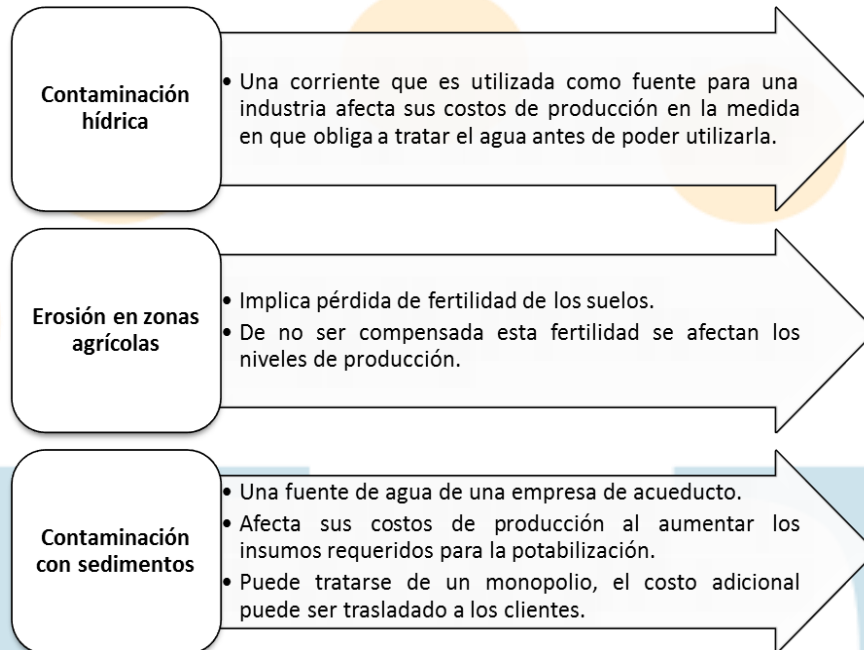 Contaminación
hídrica
• Una corriente que es utilizada como fuente para una
industria afecta sus costos de producción en la medida
en que obliga a tratar el agua antes de poder utilizarla.
Erosión en zonas
agrícolas
• Implica pérdida de fertilidad de los suelos.
• De no ser compensada esta fertilidad se afectan los
niveles de producción.
Contaminación
con sedimentos
• Una fuente de agua de una empresa de acueducto.
• Afecta sus costos de producción al aumentar los
insumos requeridos para la potabilización.
• Puede tratarse de un monopolio, el costo adicional
puede ser trasladado a los clientes.